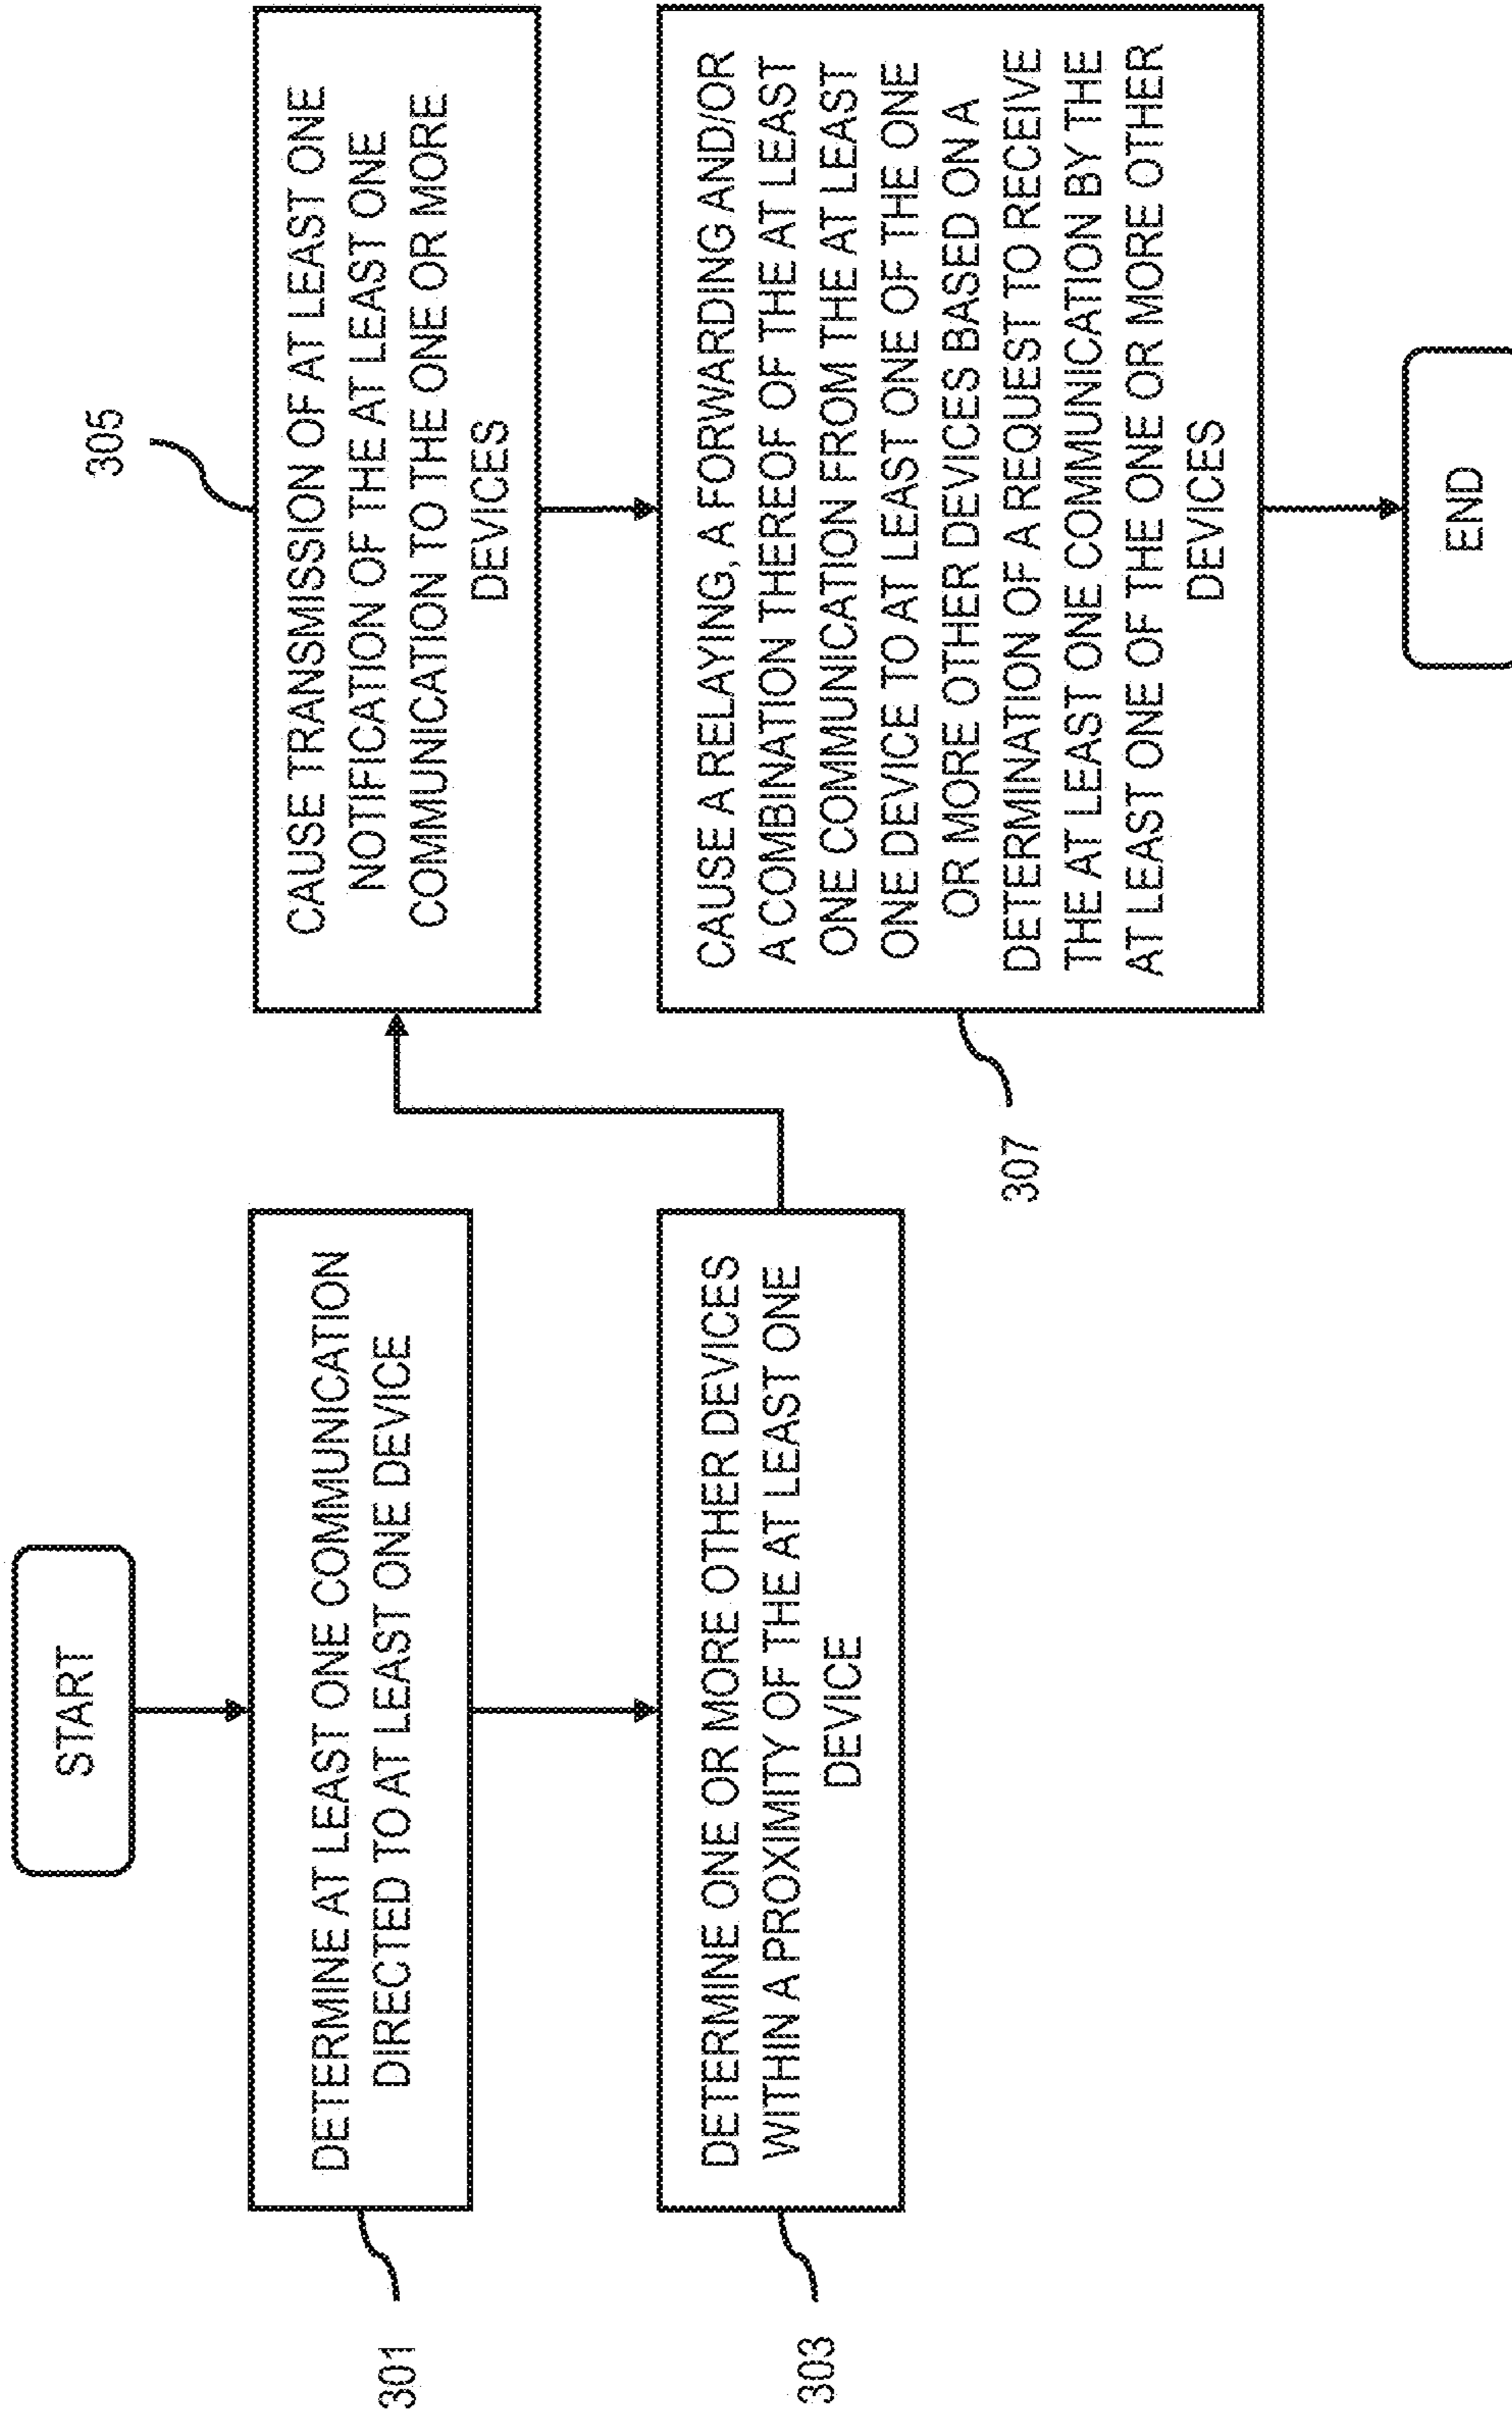 START
301
DETERMINE AT LEAST ONE COMMUNICATION
DIRECTED TO AT LEAST ONE DEVICE
303
DETERMINE ONE OR MORE OTHER DEVICES
WITHIN A PROXIMITY OF THE AT LEAST ONE
DEVICE
305
CAUSE TRANSMISSION OF AT LEAST ONE
NOTIFICATION OF THE AT LEAST ONE
COMMUNICATION TO THE ONE OR MORE
DEVICES
307
CAUSE A RELAYING, A FORWARDING AND/OR
A COMBINATION THEREOF OF THE AT LEAST
ONE COMMUNICATION FROM THE AT LEAST
ONE DEVICE TO AT LEAST ONE OF THE ONE
OR MORE OTHER DEVICES BASED ON A
DETERMINATION OF A REQUEST TO RECEIVE
THE AT LEAST ONE COMMUNICATION BY THE
AT LEAST ONE OF THE ONE OR MORE OTHER
DEVICES
END